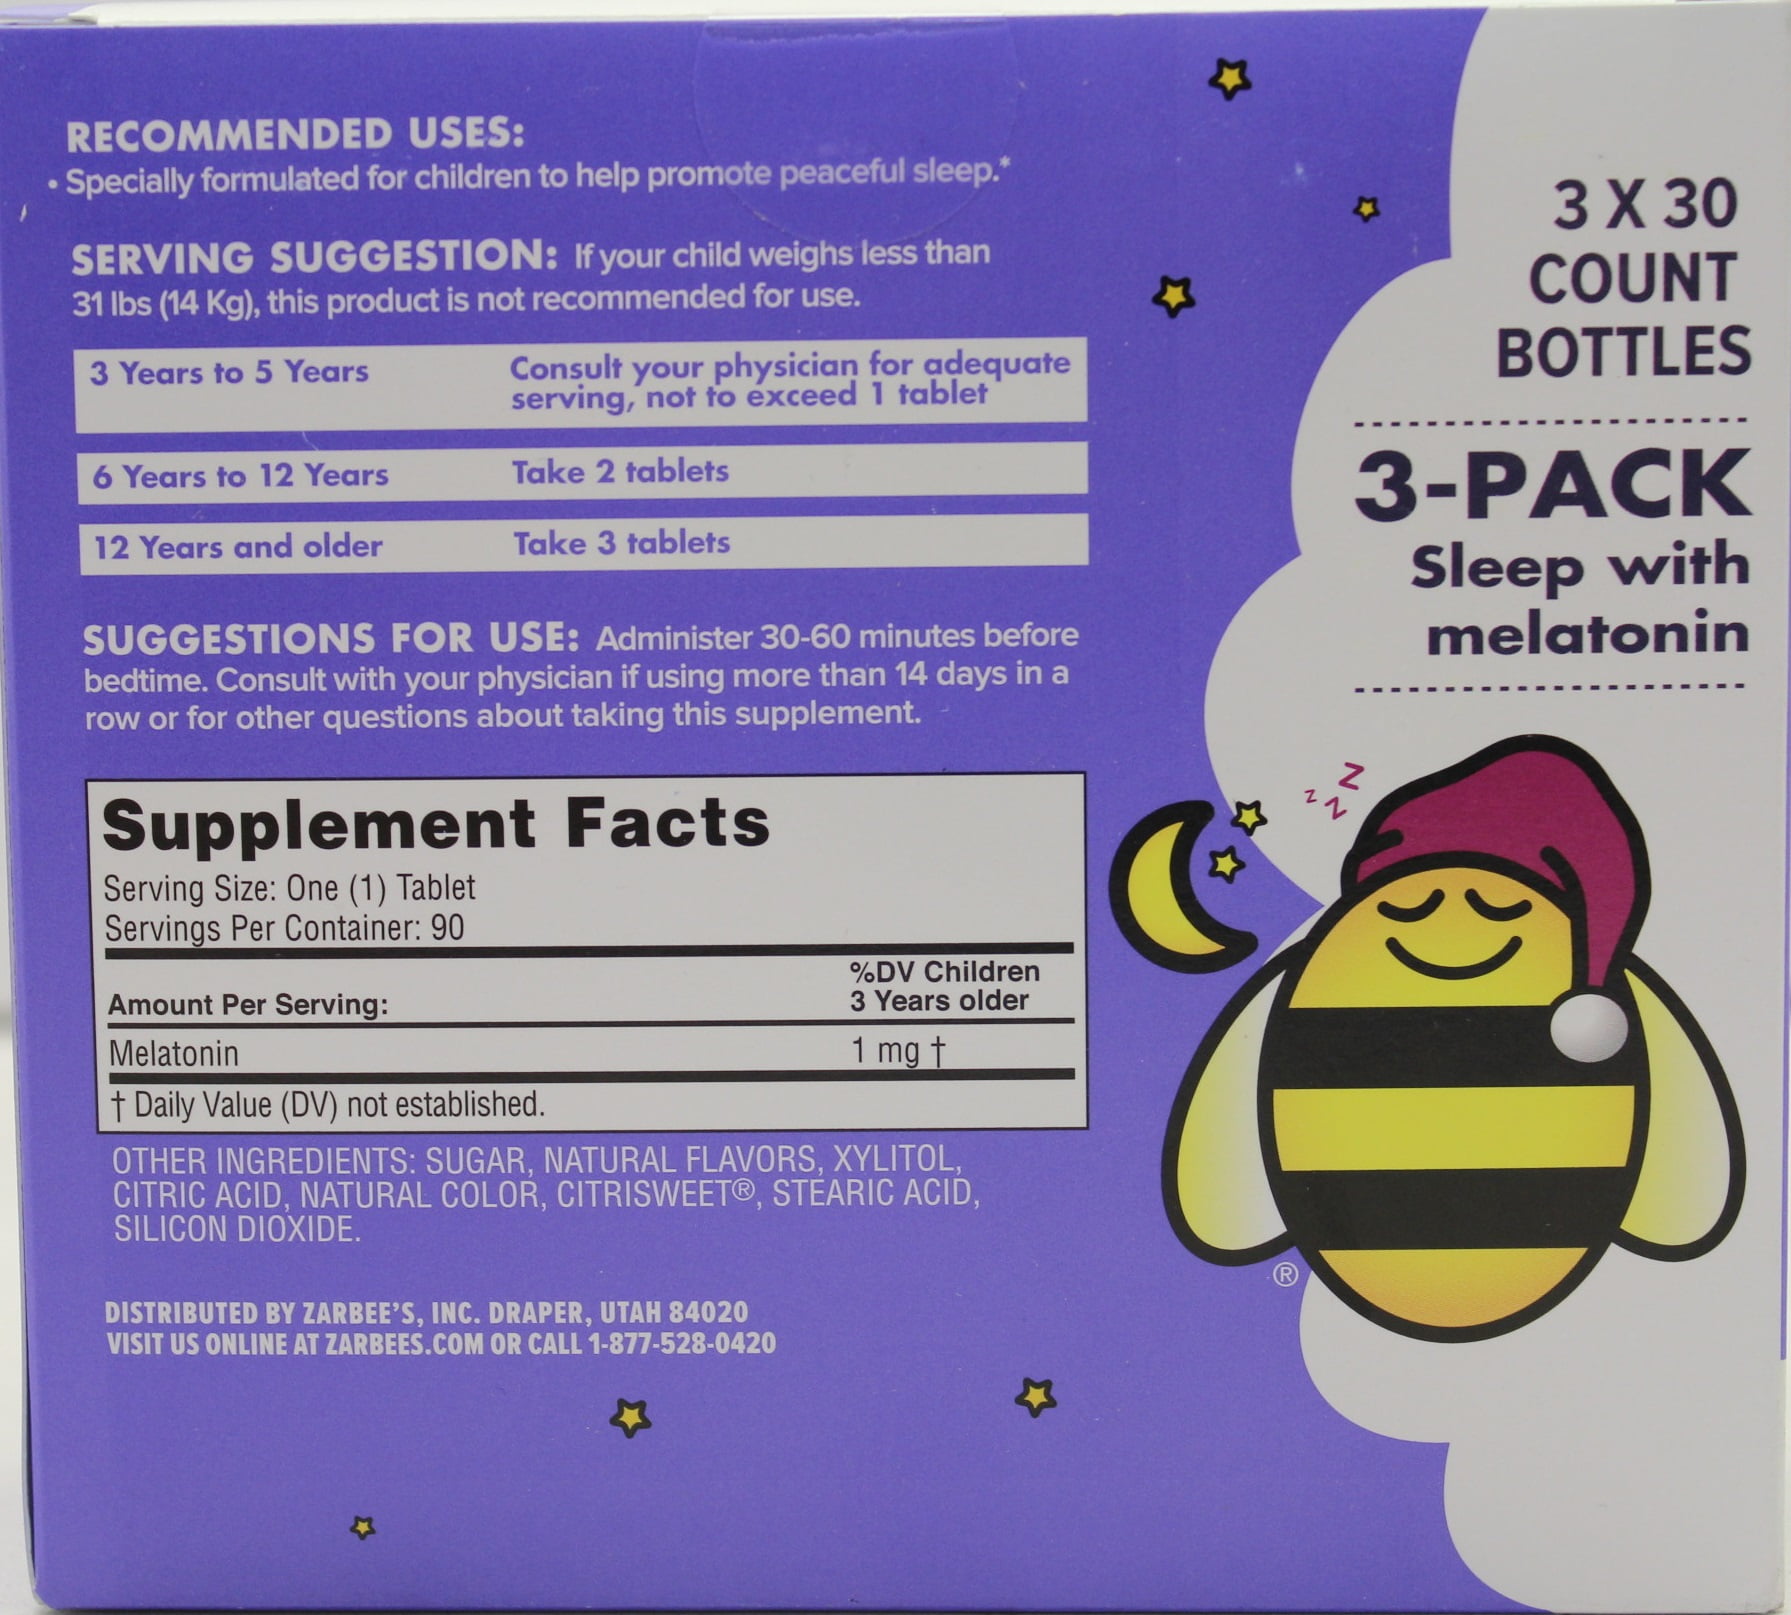 RECOMMENDED USES:
• Specially formulated for children to help promote peaceful sleep.*
SERVING SUGGESTION: If your child weighs less than
31 lbs (14 Kg), this product is not recommended for use.
3 Years to 5 Years Consult your physician for adequate
serving, not to exceed 1 tablet
6 Years to 12 Years Take 2 tablets
12 Years and older Take 3 tablets
SUGGESTIONS FOR USE: Administer 30-60 minutes before
bedtime. Consult with your physician if using more than 14 days in a
row or for other questions about taking this supplement.
Supplement Facts
Serving Size: One (1) Tablet
Servings Per Container: 90
%DV Children
Amount Per Serving: 3 Years older
Melatonin 1 mg †
† Daily Value (DV) not established.
OTHER INGREDIENTS: SUGAR, NATURAL FLAVORS, XYLITOL,
CITRIC ACID, NATURAL COLOR, CITRISWEET®, STEARIC ACID,
SILICON DIOXIDE.
DISTRIBUTED BY ZARBEE'S, INC. DRAPER, UTAH 84020
VISIT US ONLINE AT ZARBEES.COM OR CALL 1-877-528-0420
3 X 30
COUNT
BOTTLES
3-PACK
Sleep with
melatonin
z z z
®